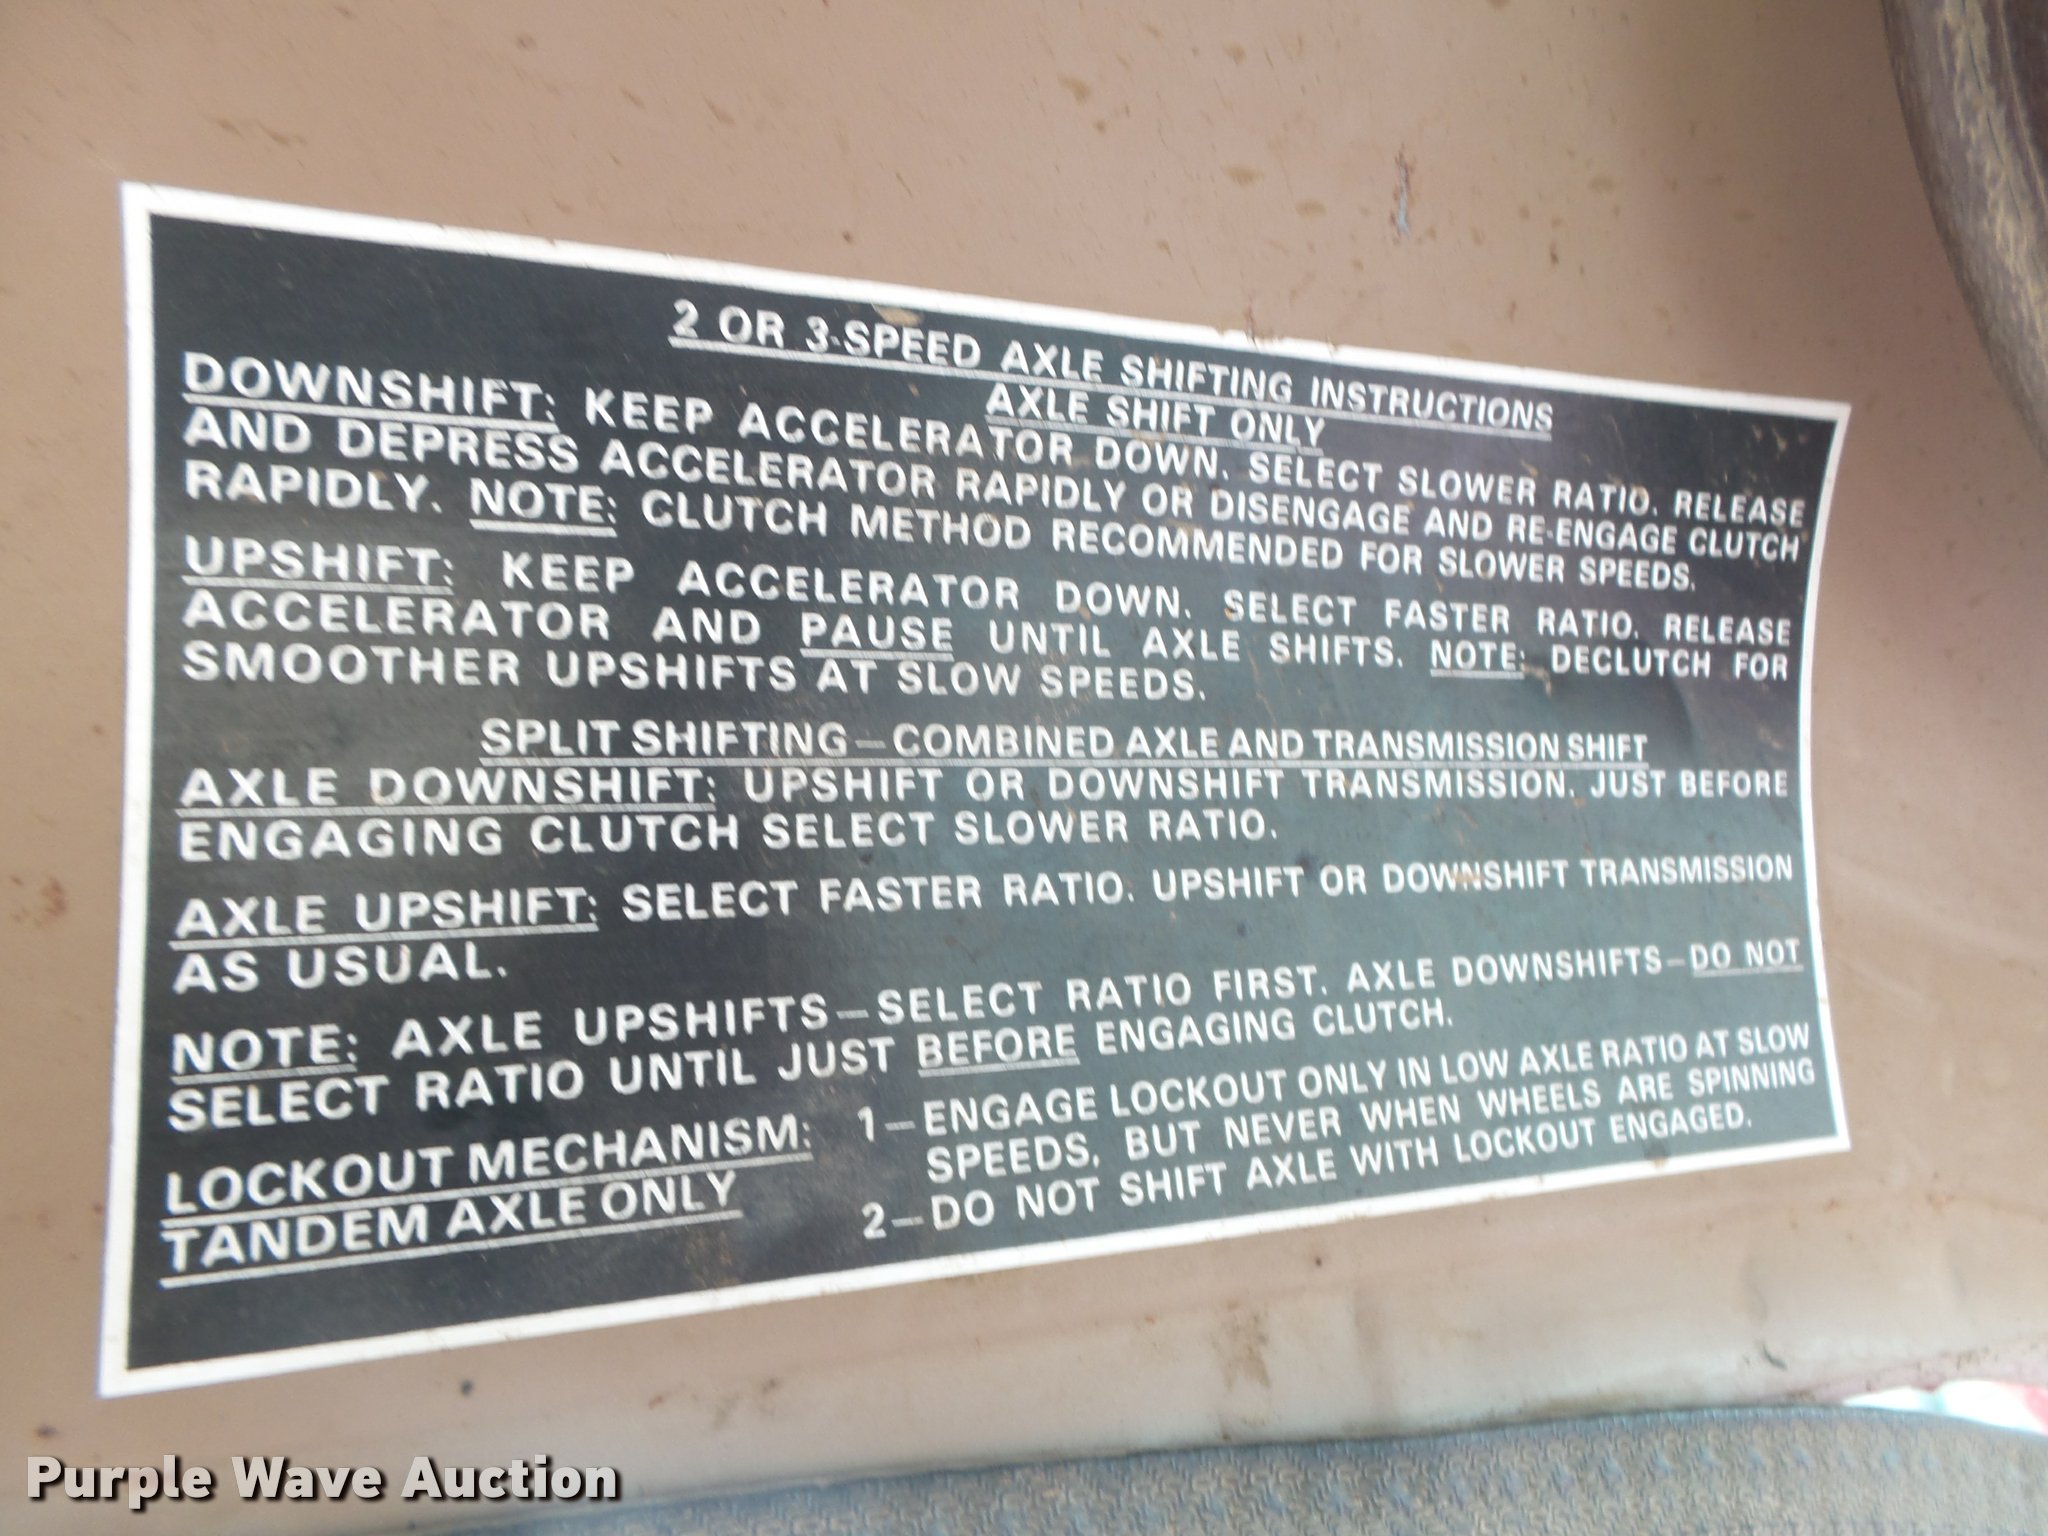 2 OR 3-SPEED AXLE SHIFTING INSTRUCTIONS
AXLE SHIFT ONLY
DOWNSHIFT: KEEP ACCELERATOR DOWN. SELECT SLOWER RATIO. RELEASE
AND DEPRESS ACCELERATOR RAPIDLY OR DISENGAGE AND RE-ENGAGE CLUTCH
RAPIDLY. NOTE: CLUTCH METHOD RECOMMENDED FOR SLOWER SPEEDS.
UPSHIFT: KEEP ACCELERATOR DOWN. SELECT FASTER RATIO. RELEASE
ACCELERATOR AND PAUSE UNTIL AXLE SHIFTS. NOTE: DECLUTCH FOR
SMOOTHER UPSHIFTS AT SLOW SPEEDS.
SPLIT SHIFTING—COMBINED AXLE AND TRANSMISSION SHIFT
AXLE DOWNSHIFT: UPSHIFT OR DOWNSHIFT TRANSMISSION. JUST BEFORE
ENGAGING CLUTCH SELECT SLOWER RATIO.
AXLE UPSHIFT: SELECT FASTER RATIO. UPSHIFT OR DOWNSHIFT TRANSMISSION
AS USUAL.
NOTE: AXLE UPSHIFTS—SELECT RATIO FIRST. AXLE DOWNSHIFTS—DO NOT
SELECT RATIO UNTIL JUST BEFORE ENGAGING CLUTCH.
LOCKOUT MECHANISM: 1—ENGAGE LOCKOUT ONLY IN LOW AXLE RATIO AT SLOW
SPEEDS, BUT NEVER WHEN WHEELS ARE SPINNING
TANDEM AXLE ONLY 2—DO NOT SHIFT AXLE WITH LOCKOUT ENGAGED.
Purple Wave Auction